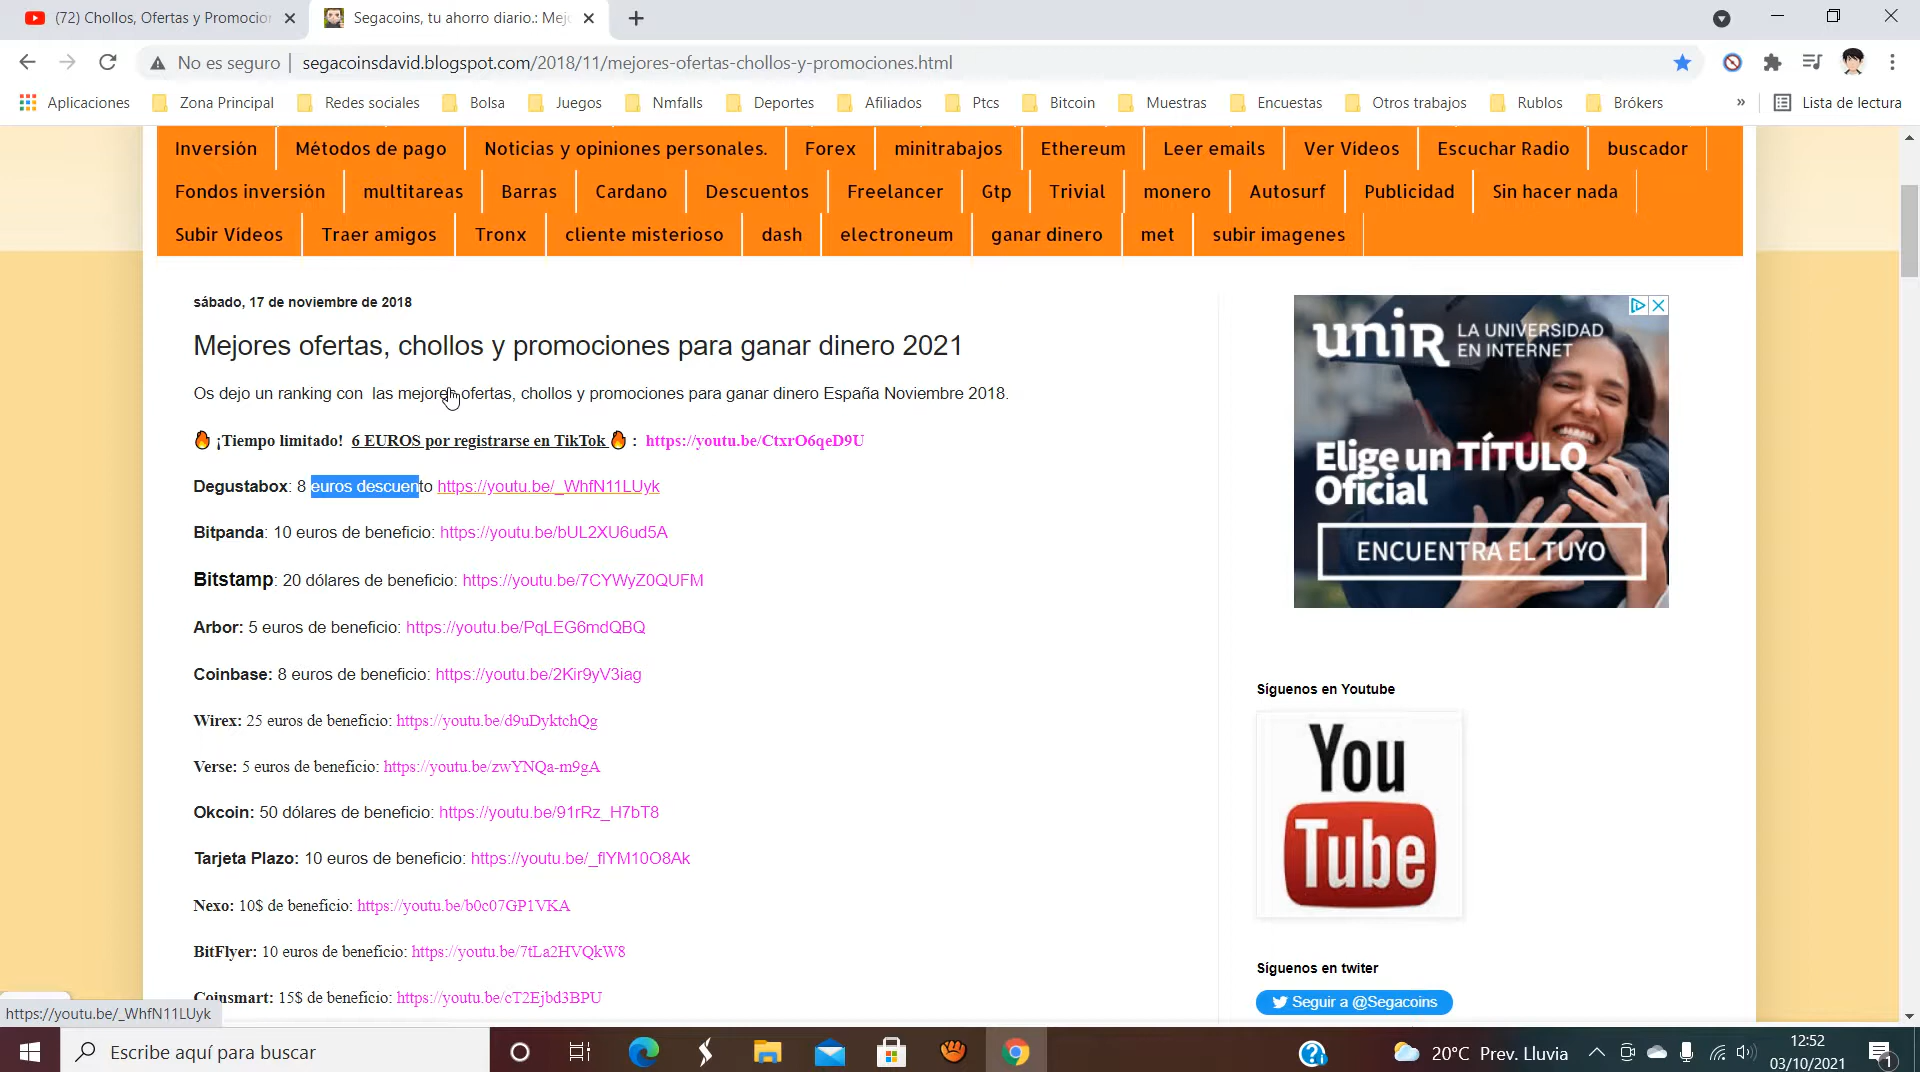 (72) Chollos, Ofertas y Promocion
Segacoins, tu ahorro diario.: Mej
No es seguro
segacoinsdavid.blogspot.com/2018/11/mejores-ofertas-chollos-y-promociones.html
Aplicaciones
Zona Principal
Redes sociales
Bolsa
Juegos
Nmfalls
Deportes
Afiliados
Ptcs
Bitcoin
Muestras
Encuestas
Otros trabajos
Rublos
Brókers
»
Lista de lectura
Inversión
Métodos de pago
Noticias y opiniones personales.
Forex
minitrabajos
Ethereum
Leer emails
Ver Videos
Escuchar Radio
buscador
Fondos inversión
multitareas
Barras
Cardano
Descuentos
Freelancer
Gtp
Trivial
monero
Autosurf
Publicidad
Sin hacer nada
Subir Videos
Traer amigos
Tronx
cliente misterioso
dash
electroneum
ganar dinero
met
subir imagenes
sábado, 17 de noviembre de 2018
Mejores ofertas, chollos y promociones para ganar dinero 2021
Os dejo un ranking con las mejores ofertas, chollos y promociones para ganar dinero España Noviembre 2018.
¡Tiempo limitado! 6 EUROS por registrarse en TikTok : https://youtu.be/CtxrO6qeD9U
Degustabox: 8 euros descuento https://youtu.be/_WhfN11LUyk
Bitpanda: 10 euros de beneficio: https://youtu.be/bUL2XU6ud5A
Bitstamp: 20 dólares de beneficio: https://youtu.be/7CYWyZ0QUFM
Arbor: 5 euros de beneficio: https://youtu.be/PqLEG6mdQBQ
Coinbase: 8 euros de beneficio: https://youtu.be/2Kir9yV3iag
Wirex: 25 euros de beneficio: https://youtu.be/d9uDyktchQg
Verse: 5 euros de beneficio: https://youtu.be/zwYNQa-m9gA
Okcoin: 50 dólares de beneficio: https://youtu.be/91rRz_H7bT8
Tarjeta Plazo: 10 euros de beneficio: https://youtu.be/_flYM10O8Ak
Nexo: 10$ de beneficio: https://youtu.be/b0c07GP1VKA
BitFlyer: 10 euros de beneficio: https://youtu.be/7tLa2HVQkW8
Coinsmart: 15$ de beneficio: https://youtu.be/cT2Ejbd3BPU
unir LA UNIVERSIDAD
EN INTERNET
Elige un TÍTULO
Oficial
ENCUENTRA EL TUYO
Síguenos en Youtube
You
Tube
Síguenos en twiter
Seguir a @Segacoins
https://youtu.be/_WhfN11LUyk
Escribe aquí para buscar
20°C Prev. Lluvia
12:52
03/10/2021
1